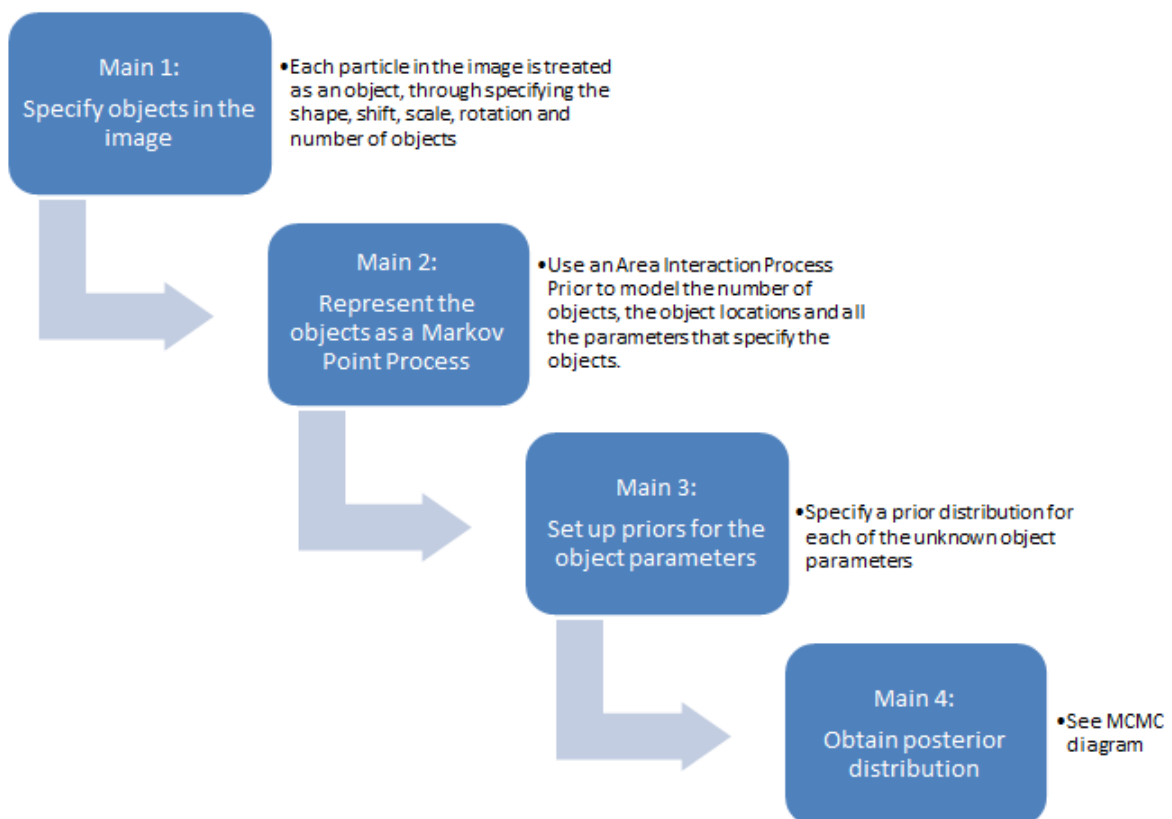 Main 1:
Specify objects in the
image
•Each particle in the image is treated
as an object, through specifying the
shape, shift, scale, rotation and
number of objects
Main 2:
Represent the
objects as a Markov
Point Process
•Use an Area Interaction Process
Prior to model the number of
objects, the object locations and all
the parameters that specify the
objects.
Main 3:
Set up priors for the
object parameters
•Specify a prior distribution for
each of the unknown object
parameters
Main 4:
Obtain posterior
distribution
•See MCMC
diagram